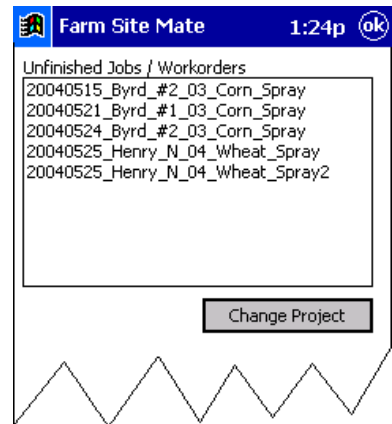 Farm Site Mate 1:24p ok
Unfinished Jobs / Workorders
20040515_Byrd_#2_03_Corn_Spray
20040521_Byrd_#1_03_Corn_Spray
20040524_Byrd_#2_03_Corn_Spray
20040525_Henry_N_04_Wheat_Spray
20040525_Henry_N_04_Wheat_Spray2
Change Project